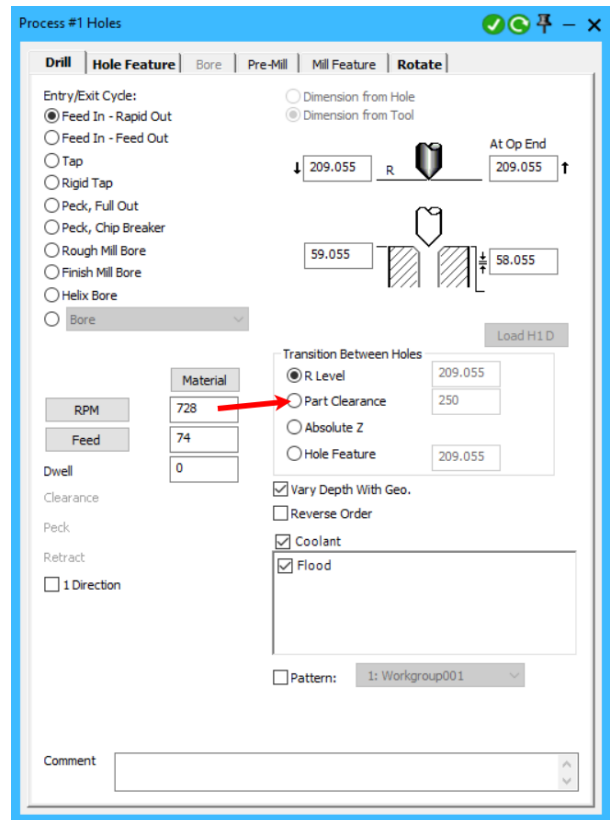 Process #1 Holes
Drill Hole Feature Bore Pre-Mill Mill Feature Rotate
Entry/Exit Cycle:
Feed In - Rapid Out
Feed In - Feed Out
Tap
Rigid Tap
Peck, Full Out
Peck, Chip Breaker
Rough Mill Bore
Finish Mill Bore
Helix Bore
Bore
Dimension from Hole
Dimension from Tool
At Op End
209.055 R 209.055
59.055 58.055
Load H1 D
Transition Between Holes
R Level 209.055
Part Clearance 250
Absolute Z
Hole Feature 209.055
Material
RPM 728
Feed 74
Dwell 0
Clearance
Peck
Retract
1 Direction
Vary Depth With Geo.
Reverse Order
Coolant
Flood
Pattern: 1: Workgroup001
Comment